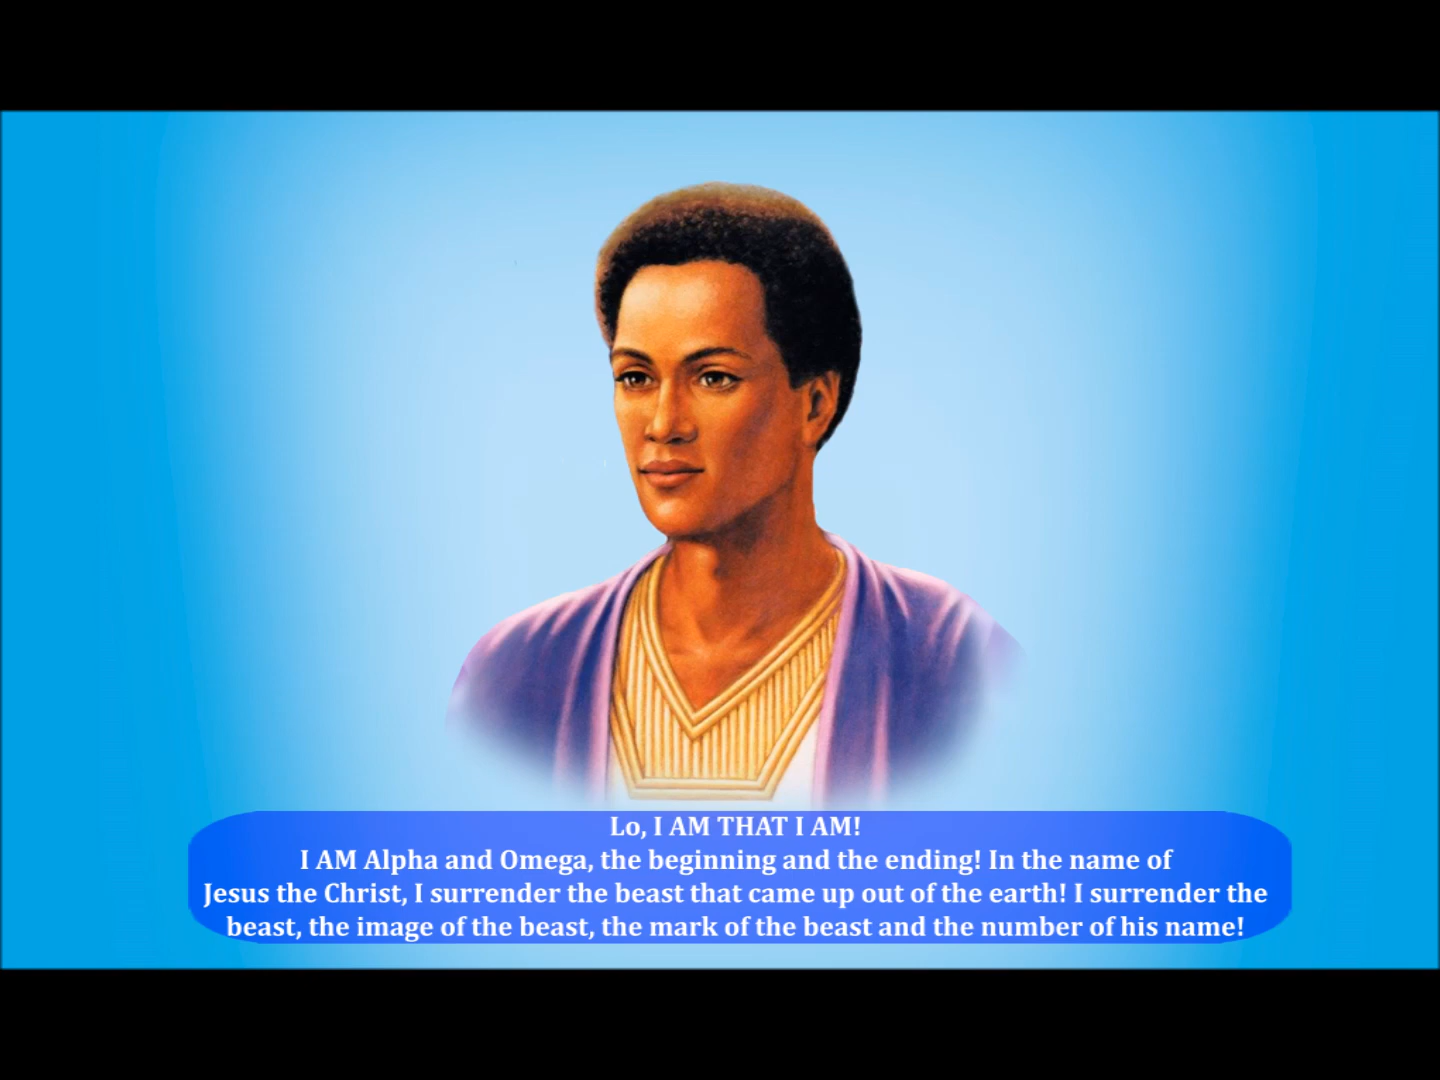 Lo, I AM THAT I AM!
I AM Alpha and Omega, the beginning and the ending! In the name of
Jesus the Christ, I surrender the beast that came up out of the earth! I surrender the
beast, the image of the beast, the mark of the beast and the number of his name!